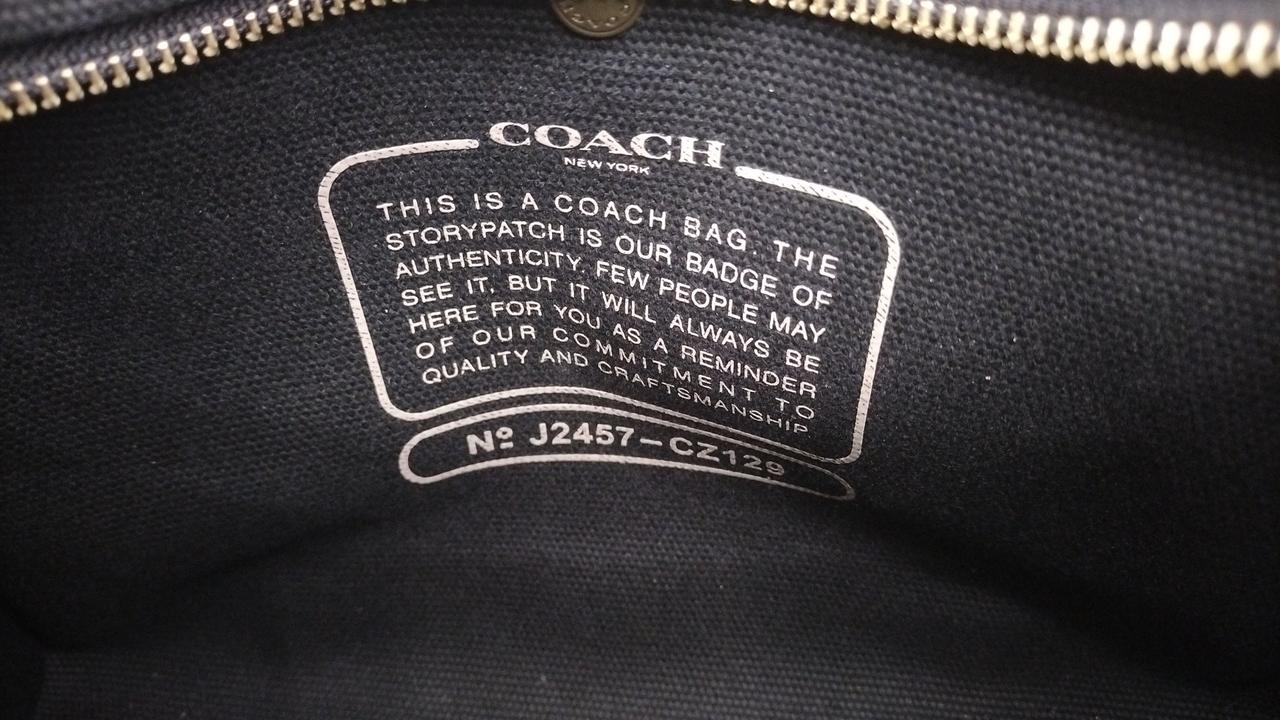 COACH
NEW YORK
THIS IS A COACH BAG. THE
STORYPATCH IS OUR BADGE OF
AUTHENTICITY. FEW PEOPLE MAY
SEE IT, BUT IT WILL ALWAYS BE
HERE FOR YOU AS A REMINDER
OF OUR COMMITMENT TO
QUALITY AND CRAFTSMANSHIP.
Nº J2457-CZ129